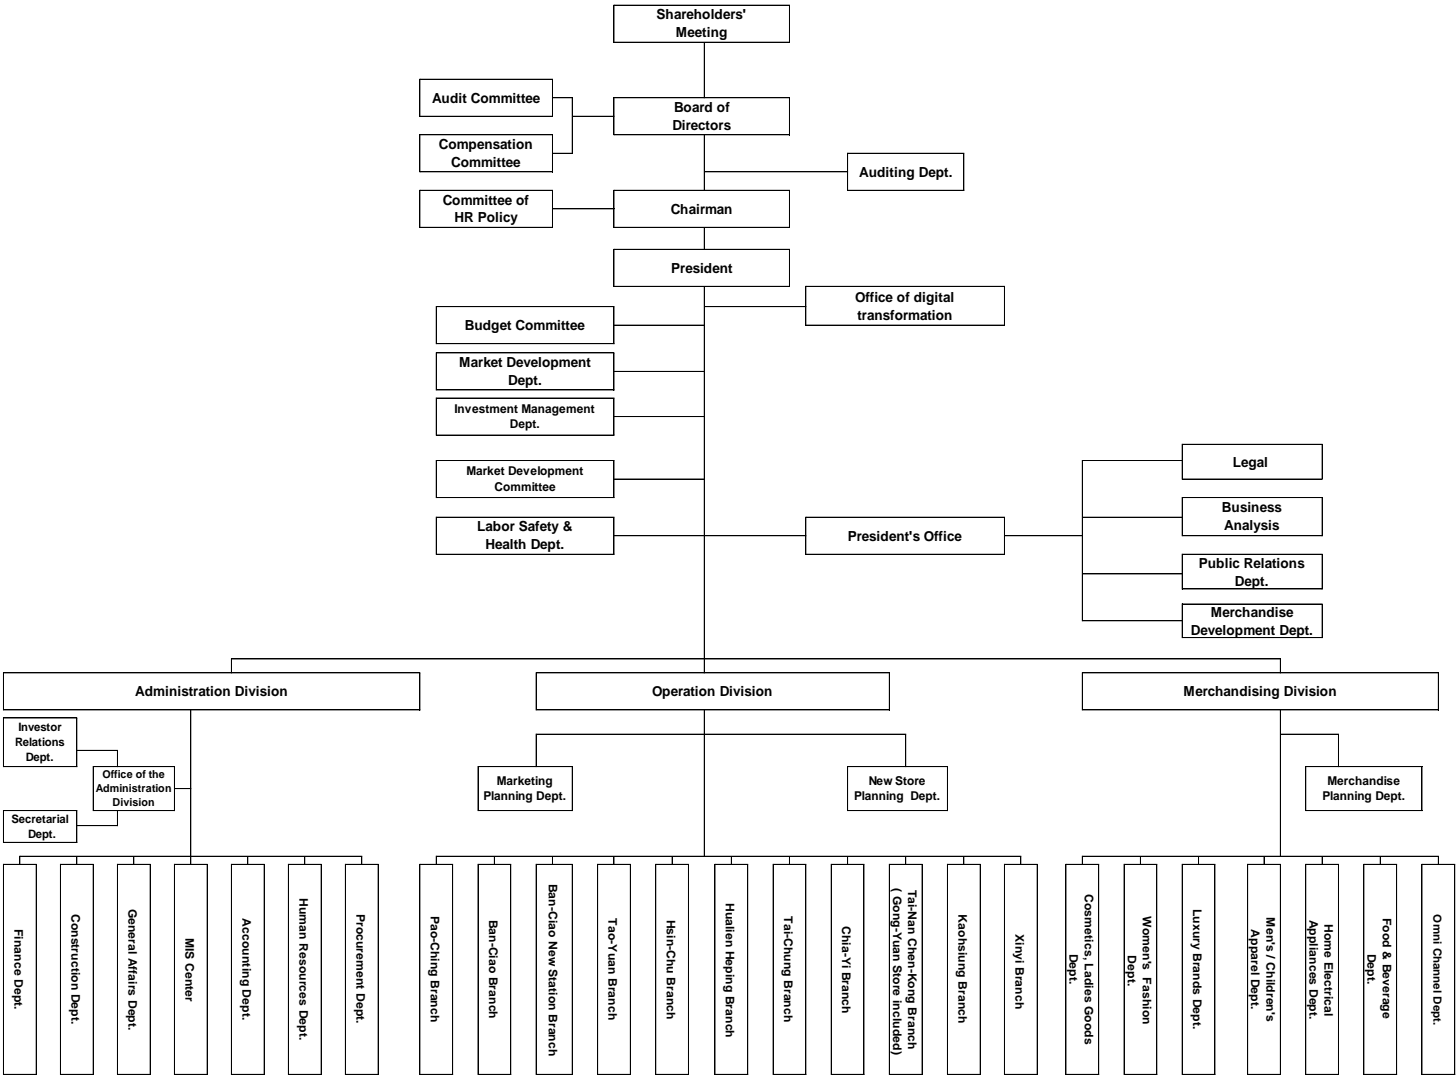 Shareholders'
Meeting
Audit Committee
Board of
Directors
Compensation
Committee
Auditing Dept.
Committee of
HR Policy
Chairman
President
Office of digital
transformation
Budget Committee
Market Development
Dept.
Investment Management
Dept.
Market Development
Committee
Legal
Business
Analysis
Labor Safety &
Health Dept.
President's Office
Public Relations
Dept.
Merchandise
Development Dept.
Administration Division
Operation Division
Merchandising Division
Investor
Relations
Dept.
Office of the
Administration
Division
Secretarial
Dept.
Marketing
Planning Dept.
New Store
Planning  Dept.
Merchandise
Planning Dept.
Finance Dept.
Construction Dept.
General Affairs Dept.
MIS Center
Accounting Dept.
Human Resources Dept.
Procurement Dept.
Pao-Ching Branch
Ban-Ciao Branch
Ban-Ciao New Station Branch
Tao-Yuan Branch
Hsin-Chu Branch
Hualien Heping Branch
Tai-Chung Branch
Chia-Yi Branch
Tai-Nan Chen-Kong Branch
( Gong-Yuan Store included)
Kaohsiung Branch
Xinyi Branch
Cosmetics, Ladies Goods
Dept.
Women's  Fashion
Dept.
Luxury Brands Dept.
Men's / Children's
Apparel Dept.
Home Electrical
Appliances Dept.
Food & Beverage
Dept.
Omni Channel Dept.